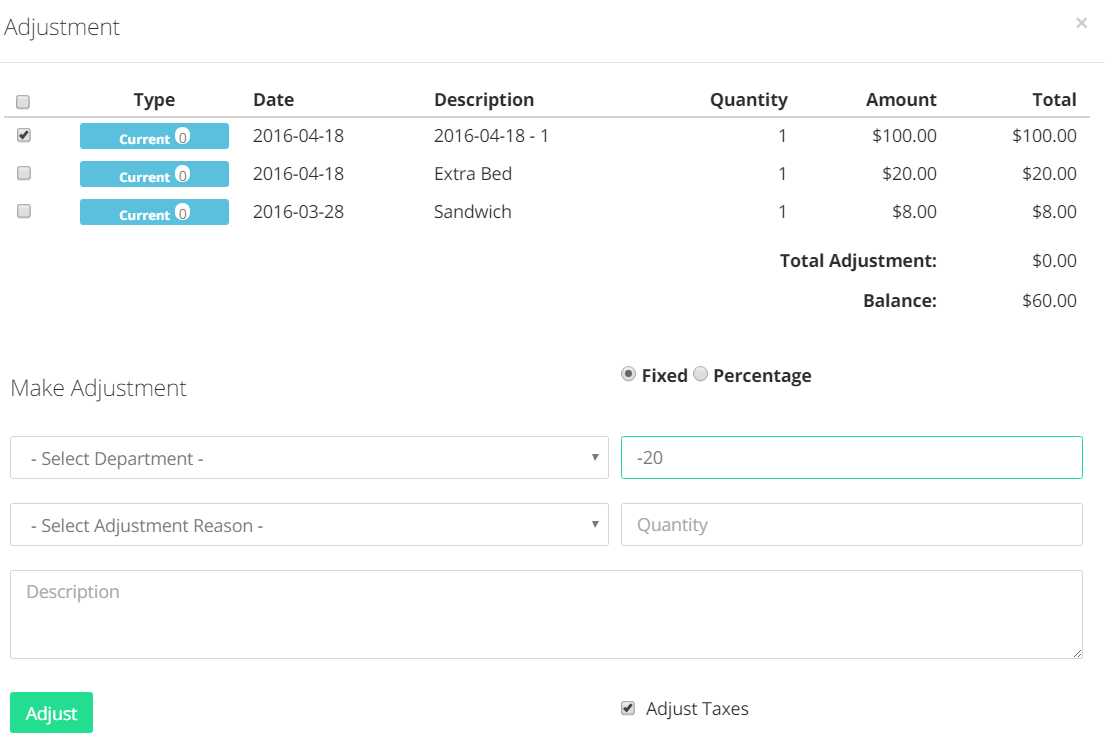 Adjustment ×
Type Date Description Quantity Amount Total
Current 0 2016-04-18 2016-04-18 - 1 1 $100.00 $100.00
Current 0 2016-04-18 Extra Bed 1 $20.00 $20.00
Current 0 2016-03-28 Sandwich 1 $8.00 $8.00
Total Adjustment: $0.00
Balance: $60.00
Fixed Percentage
Make Adjustment
- Select Department - -20
- Select Adjustment Reason - Quantity
Description
Adjust Adjust Taxes